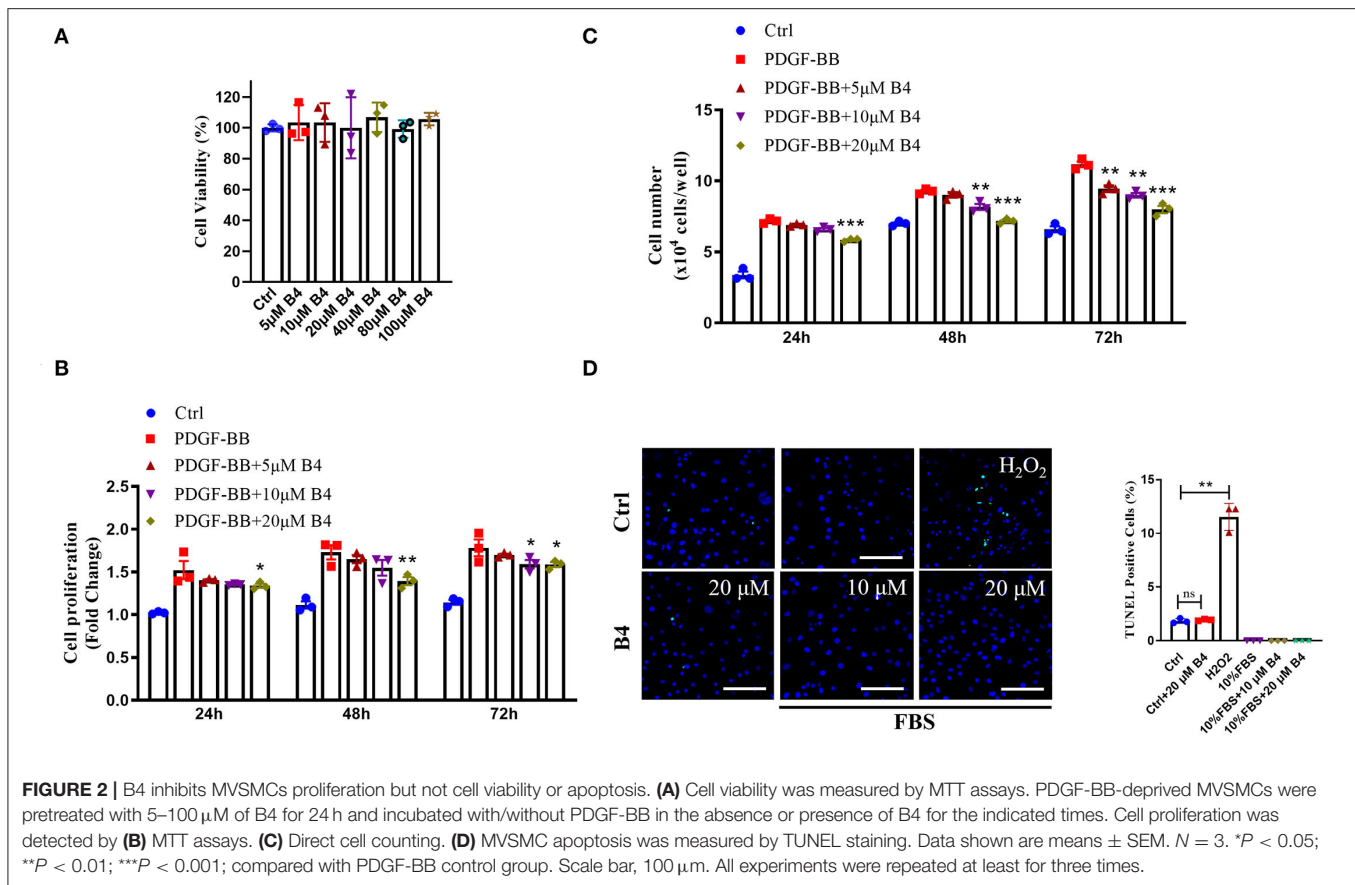 A
Cell Viability (%)
120
100
80
60
40
20
0
Ctrl
5µM B4
10µM B4
20µM B4
40µM B4
80µM B4
100µM B4
B
Ctrl
PDGF-BB
PDGF-BB+5µM B4
PDGF-BB+10µM B4
PDGF-BB+20µM B4
Cell proliferation
(Fold Change)
2.5
2.0
1.5
1.0
0.5
0.0
*
**
*
*
24h
48h
72h
C
Ctrl
PDGF-BB
PDGF-BB+5µM B4
PDGF-BB+10µM B4
PDGF-BB+20µM B4
Cell number
(x10⁴ cells/well)
15
10
5
0
***
**
***
**
**
***
24h
48h
72h
D
Ctrl
H₂O₂
B4
20 µM
10 µM
20 µM
FBS
TUNEL Positive Cells (%)
15
10
5
0
**
ns
Ctrl
Ctrl+20 µM B4
H2O2
10%FBS
10%FBS+10 µM B4
10%FBS+20 µM B4
FIGURE 2 | B4 inhibits MVSMCs proliferation but not cell viability or apoptosis. (A) Cell viability was measured by MTT assays. PDGF-BB-deprived MVSMCs were
pretreated with 5–100 µM of B4 for 24 h and incubated with/without PDGF-BB in the absence or presence of B4 for the indicated times. Cell proliferation was
detected by (B) MTT assays. (C) Direct cell counting. (D) MVSMC apoptosis was measured by TUNEL staining. Data shown are means ± SEM. N = 3. *P < 0.05;
**P < 0.01; ***P < 0.001; compared with PDGF-BB control group. Scale bar, 100 µm. All experiments were repeated at least for three times.